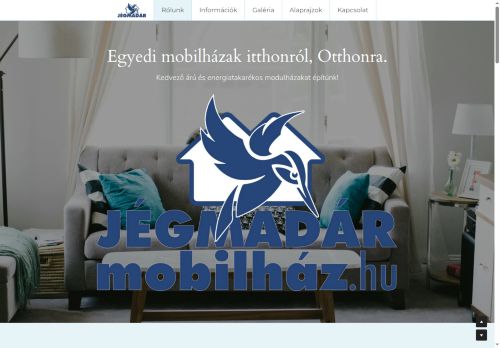 JÉGMADÁR
Rólunk
Információk
Galéria
Alaprajzok
Kapcsolat
Egyedi mobilházak itthonról, Otthonra.
Kedvező árú és energiatakarékos modulházakat építünk!
JÉGMADÁR
mobilház.hu